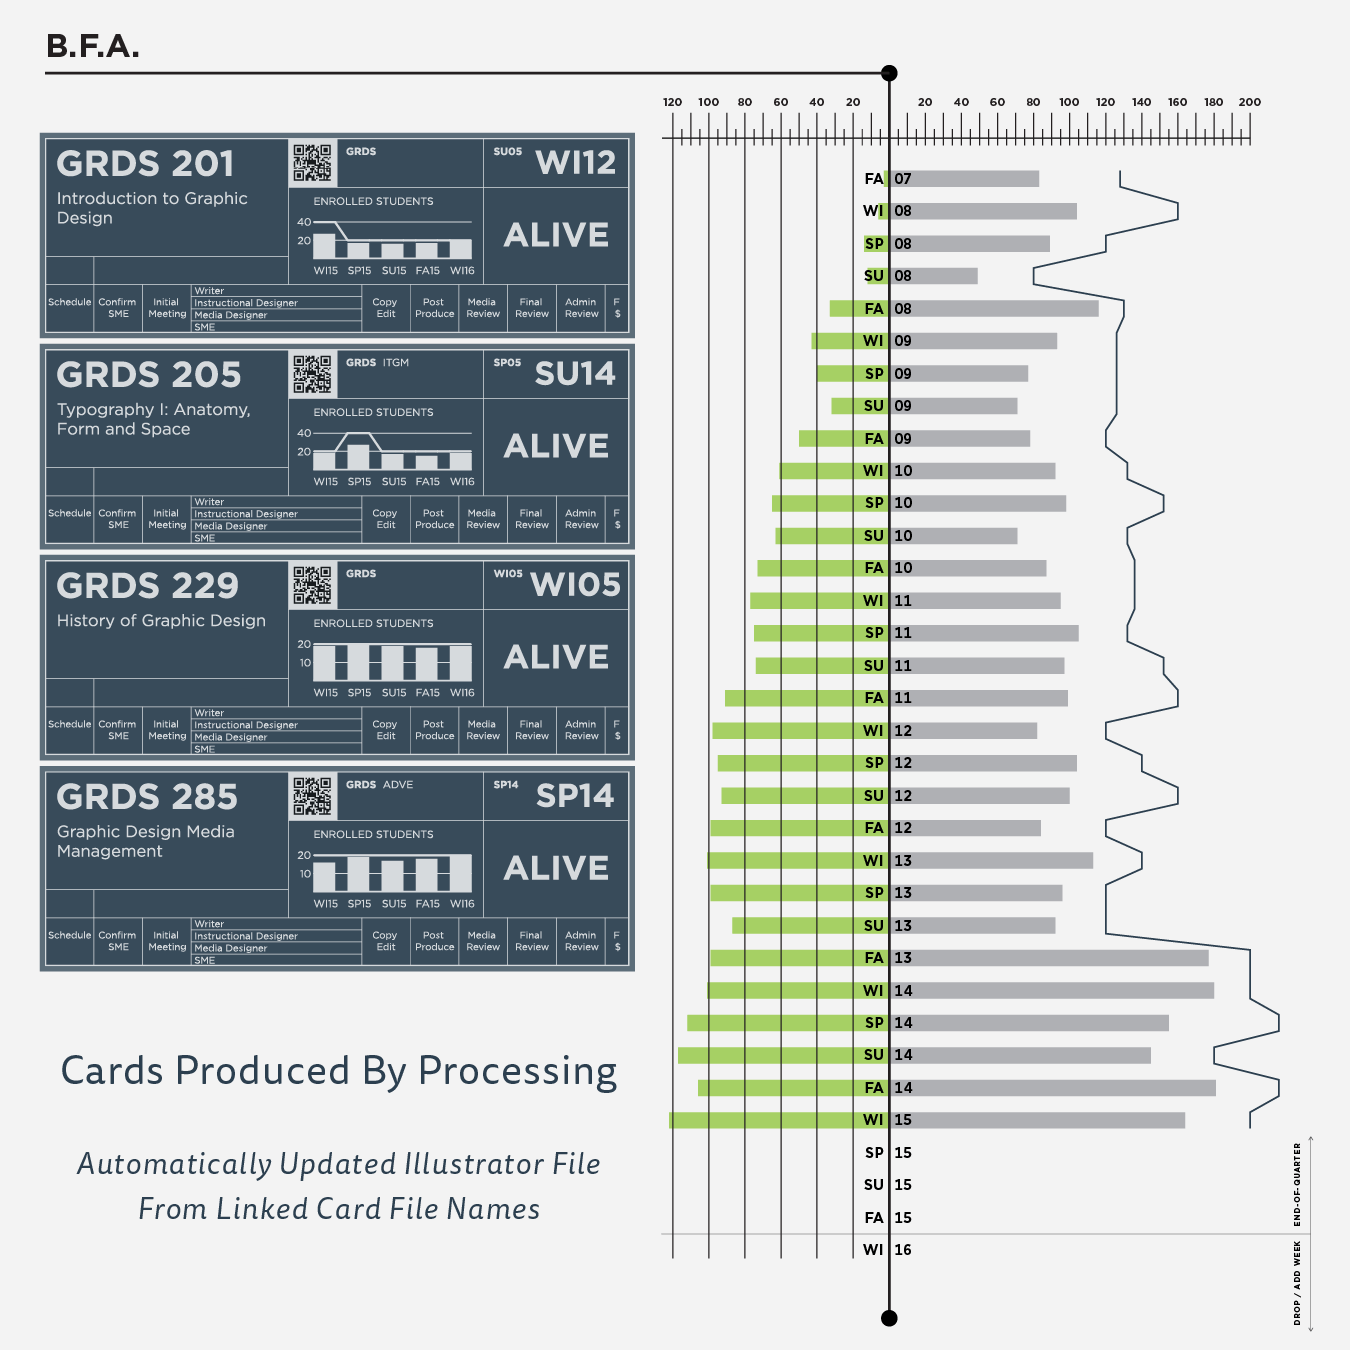 B.F.A.
GRDS 201
Introduction to Graphic
Design
GRDS
SU05 WI12
ENROLLED STUDENTS
40
20
WI15 SP15 SU15 FA15 WI16
ALIVE
Schedule
Confirm
SME
Initial
Meeting
Writer
Instructional Designer
Media Designer
SME
Copy
Edit
Post
Produce
Media
Review
Final
Review
Admin
Review
F
$
GRDS 205
Typography I: Anatomy,
Form and Space
GRDS ITGM
SP05 SU14
ENROLLED STUDENTS
40
20
WI15 SP15 SU15 FA15 WI16
ALIVE
Schedule
Confirm
SME
Initial
Meeting
Writer
Instructional Designer
Media Designer
SME
Copy
Edit
Post
Produce
Media
Review
Final
Review
Admin
Review
F
$
GRDS 229
History of Graphic Design
GRDS
WI05 WI05
ENROLLED STUDENTS
20
10
WI15 SP15 SU15 FA15 WI16
ALIVE
Schedule
Confirm
SME
Initial
Meeting
Writer
Instructional Designer
Media Designer
SME
Copy
Edit
Post
Produce
Media
Review
Final
Review
Admin
Review
F
$
GRDS 285
Graphic Design Media
Management
GRDS ADVE
SP14 SP14
ENROLLED STUDENTS
20
10
WI15 SP15 SU15 FA15 WI16
ALIVE
Schedule
Confirm
SME
Initial
Meeting
Writer
Instructional Designer
Media Designer
SME
Copy
Edit
Post
Produce
Media
Review
Final
Review
Admin
Review
F
$
Cards Produced By Processing
Automatically Updated Illustrator File
From Linked Card File Names
120 100 80 60 40 20 20 40 60 80 100 120 140 160 180 200
FA 07
WI 08
SP 08
SU 08
FA 08
WI 09
SP 09
SU 09
FA 09
WI 10
SP 10
SU 10
FA 10
WI 11
SP 11
SU 11
FA 11
WI 12
SP 12
SU 12
FA 12
WI 13
SP 13
SU 13
FA 13
WI 14
SP 14
SU 14
FA 14
WI 15
SP 15
SU 15
FA 15
WI 16
END-OF-QUARTER
DROP / ADD WEEK